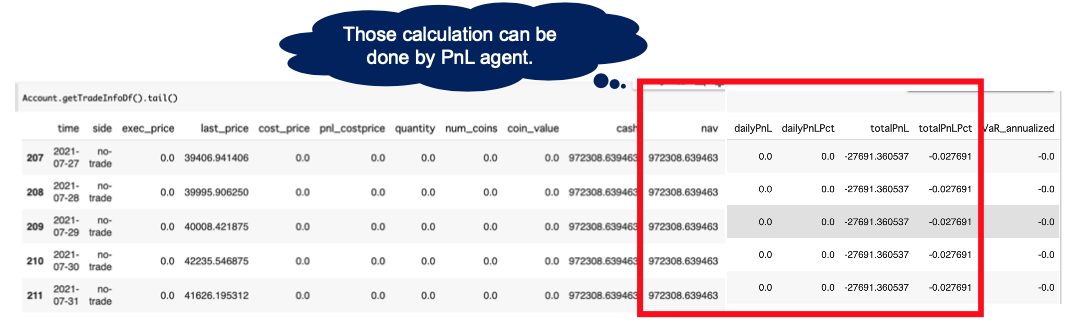 Those calculation can be
done by PnL agent.
Account.getTradeInfoDf().tail()
time side exec_price last_price cost_price pnl_costprice quantity num_coins coin_value cash nav dailyPnL dailyPnLPct totalPnL totalPnLPct VaR_annualized
207 2021-07-27 no-trade 0.0 39406.941406 0.0 0.0 0.0 0.0 0.0 972308.639463 972308.639463 0.0 0.0 -27691.360537 -0.027691 -0.0
208 2021-07-28 no-trade 0.0 39995.906250 0.0 0.0 0.0 0.0 0.0 972308.639463 972308.639463 0.0 0.0 -27691.360537 -0.027691 -0.0
209 2021-07-29 no-trade 0.0 40008.421875 0.0 0.0 0.0 0.0 0.0 972308.639463 972308.639463 0.0 0.0 -27691.360537 -0.027691 -0.0
210 2021-07-30 no-trade 0.0 42235.546875 0.0 0.0 0.0 0.0 0.0 972308.639463 972308.639463 0.0 0.0 -27691.360537 -0.027691 -0.0
211 2021-07-31 no-trade 0.0 41626.195312 0.0 0.0 0.0 0.0 0.0 972308.639463 972308.639463 0.0 0.0 -27691.360537 -0.027691 -0.0